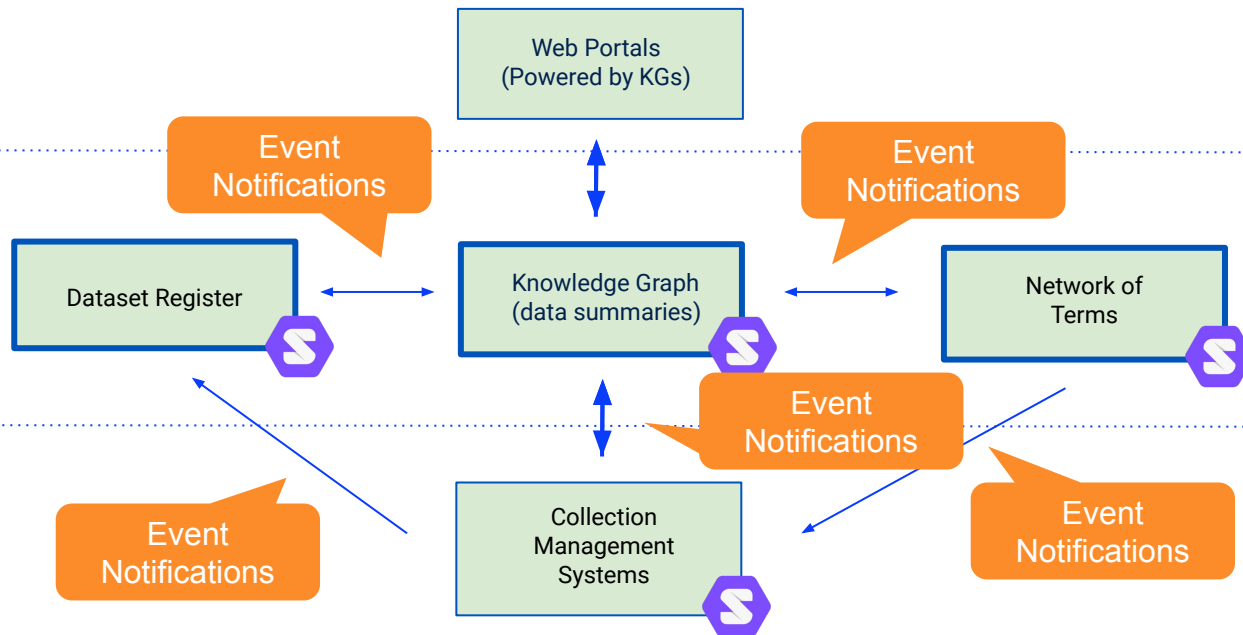 Web Portals
(Powered by KGs)
Event
Notifications
Event
Notifications
Dataset Register
Knowledge Graph
(data summaries)
Network of
Terms
Event
Notifications
Event
Notifications
Collection
Management
Systems
Event
Notifications